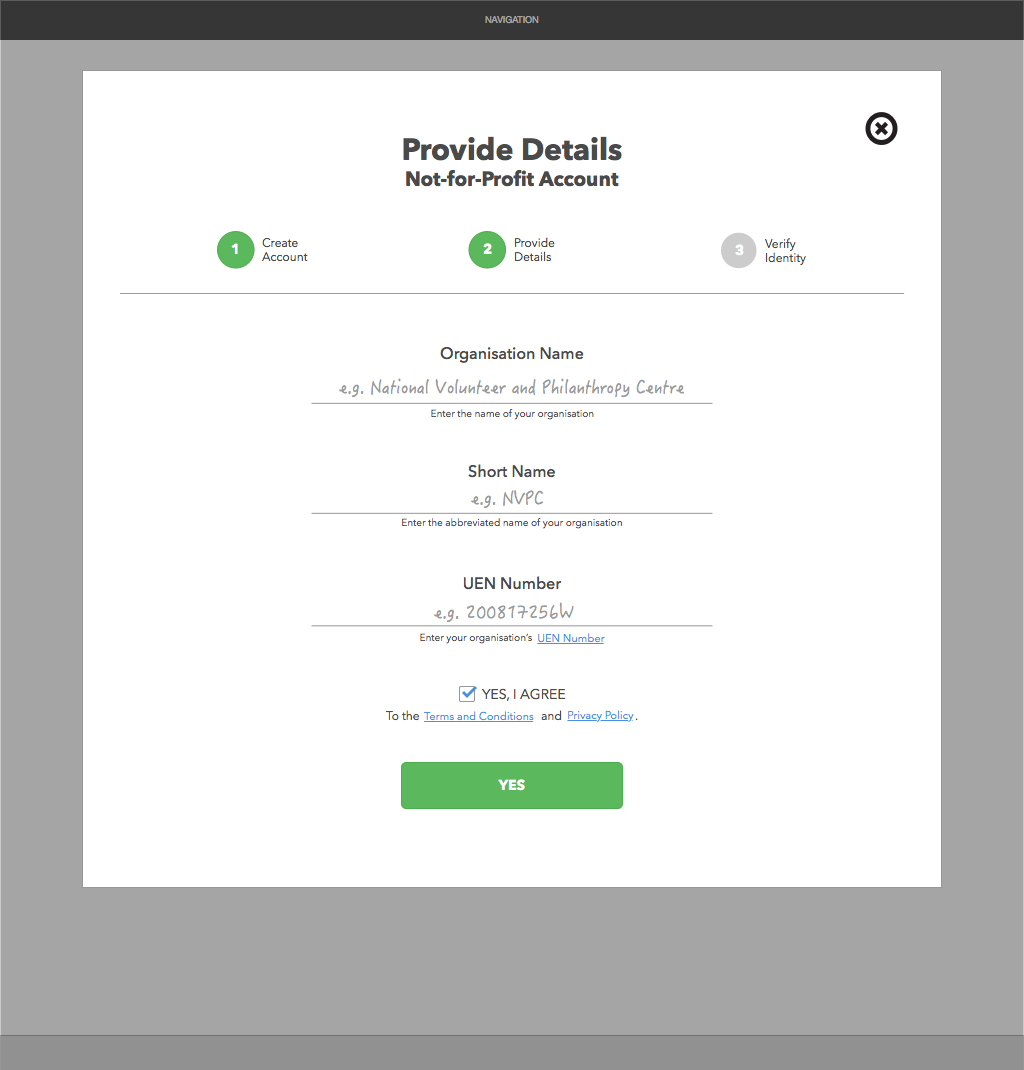 NAVIGATION
Provide Details
Not-for-Profit Account
1 Create Account
2 Provide Details
3 Verify Identity
Organisation Name
e.g. National Volunteer and Philanthropy Centre
Enter the name of your organisation
Short Name
e.g. NVPC
Enter the abbreviated name of your organisation
UEN Number
e.g. 200817256W
Enter your organisation's UEN Number
YES, I AGREE
To the Terms and Conditions and Privacy Policy.
YES